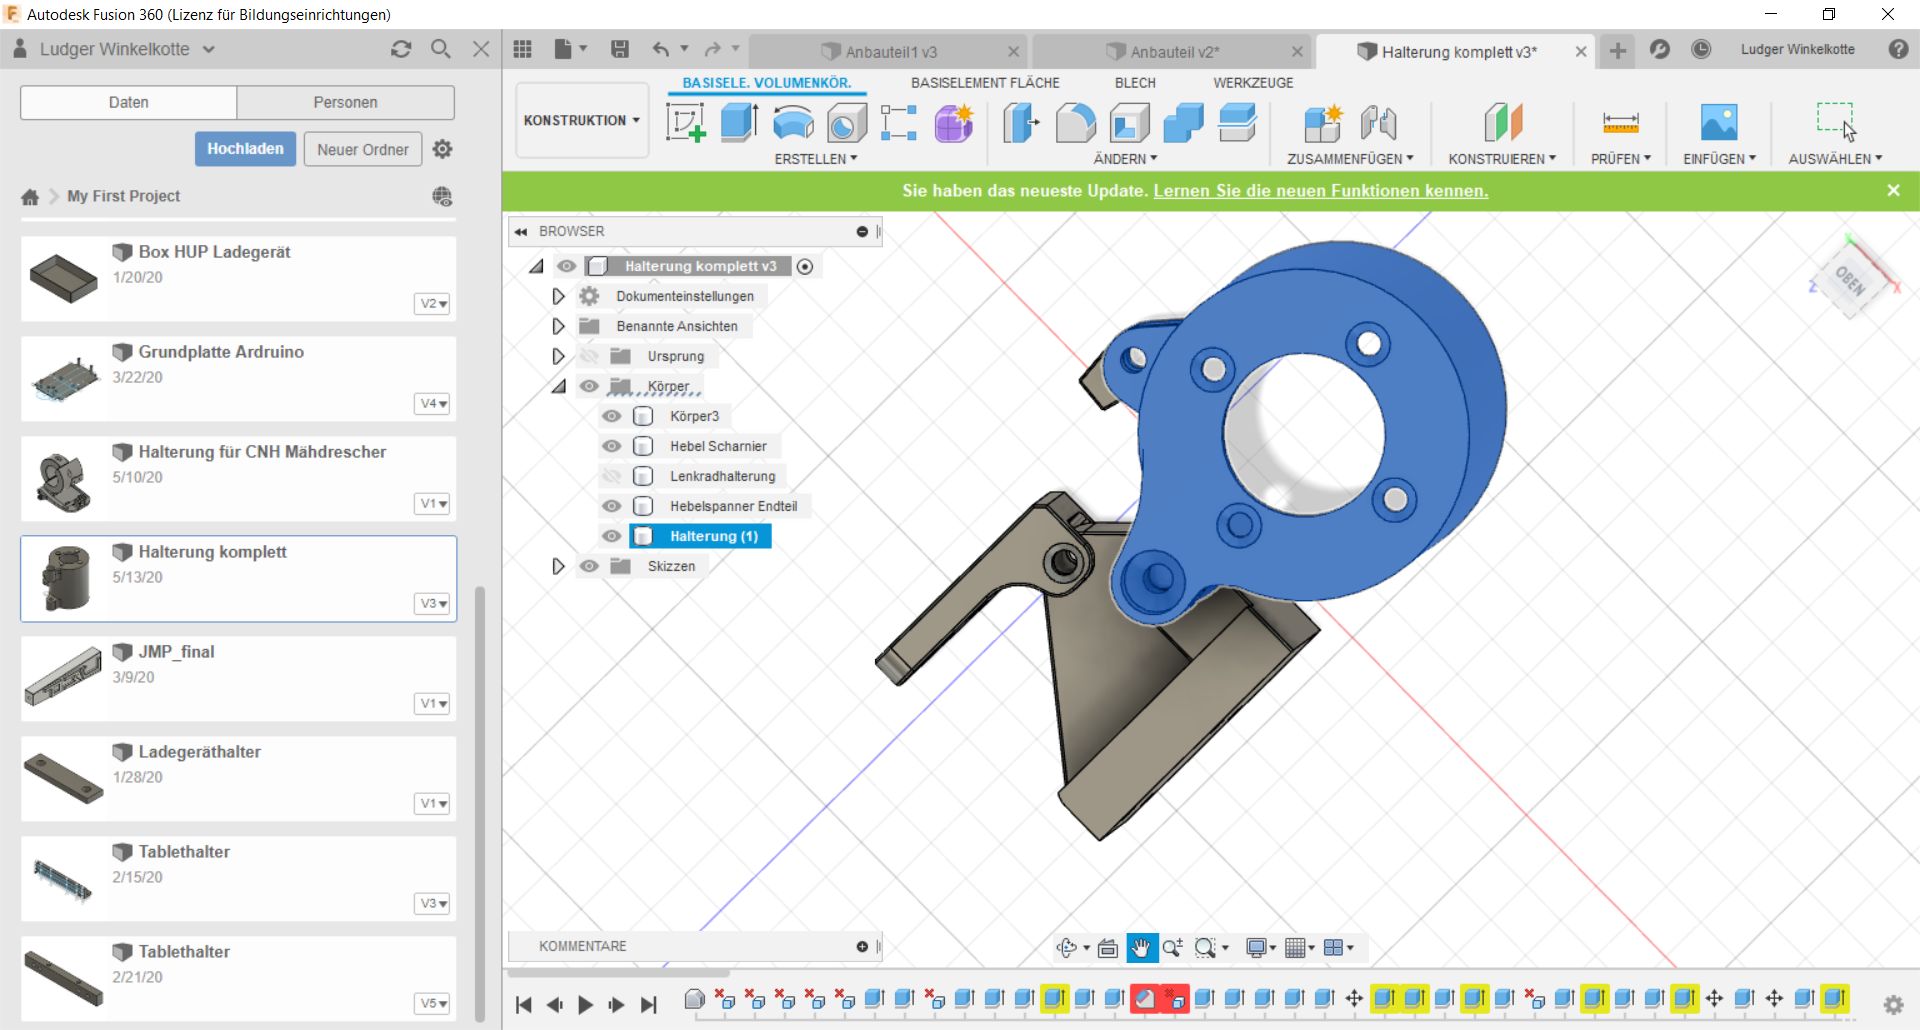 Autodesk Fusion 360 (Lizenz für Bildungseinrichtungen)
Ludger Winkelkotte
Anbauteil1 v3
Anbauteil v2*
Halterung komplett v3*
Ludger Winkelkotte
Daten
Personen
Hochladen
Neuer Ordner
My First Project
Box HUP Ladegerät
1/20/20
V2
Grundplatte Ardruino
3/22/20
V4
Halterung für CNH Mähdrescher
5/10/20
V1
Halterung komplett
5/13/20
V3
JMP_final
3/9/20
V1
Ladegeräthalter
1/28/20
V1
Tablethalter
2/15/20
V3
Tablethalter
2/21/20
V5
KONSTRUKTION
BASISELE. VOLUMENKÖR.
BASISELEMENT FLÄCHE
BLECH
WERKZEUGE
ERSTELLEN
ÄNDERN
ZUSAMMENFÜGEN
KONSTRUIEREN
PRÜFEN
EINFÜGEN
AUSWÄHLEN
Sie haben das neueste Update. Lernen Sie die neuen Funktionen kennen.
BROWSER
Halterung komplett v3
Dokumenteinstellungen
Benannte Ansichten
Ursprung
Körper
Körper3
Hebel Scharnier
Lenkradhalterung
Hebelspanner Endteil
Halterung (1)
Skizzen
OBEN
Z
X
KOMMENTARE